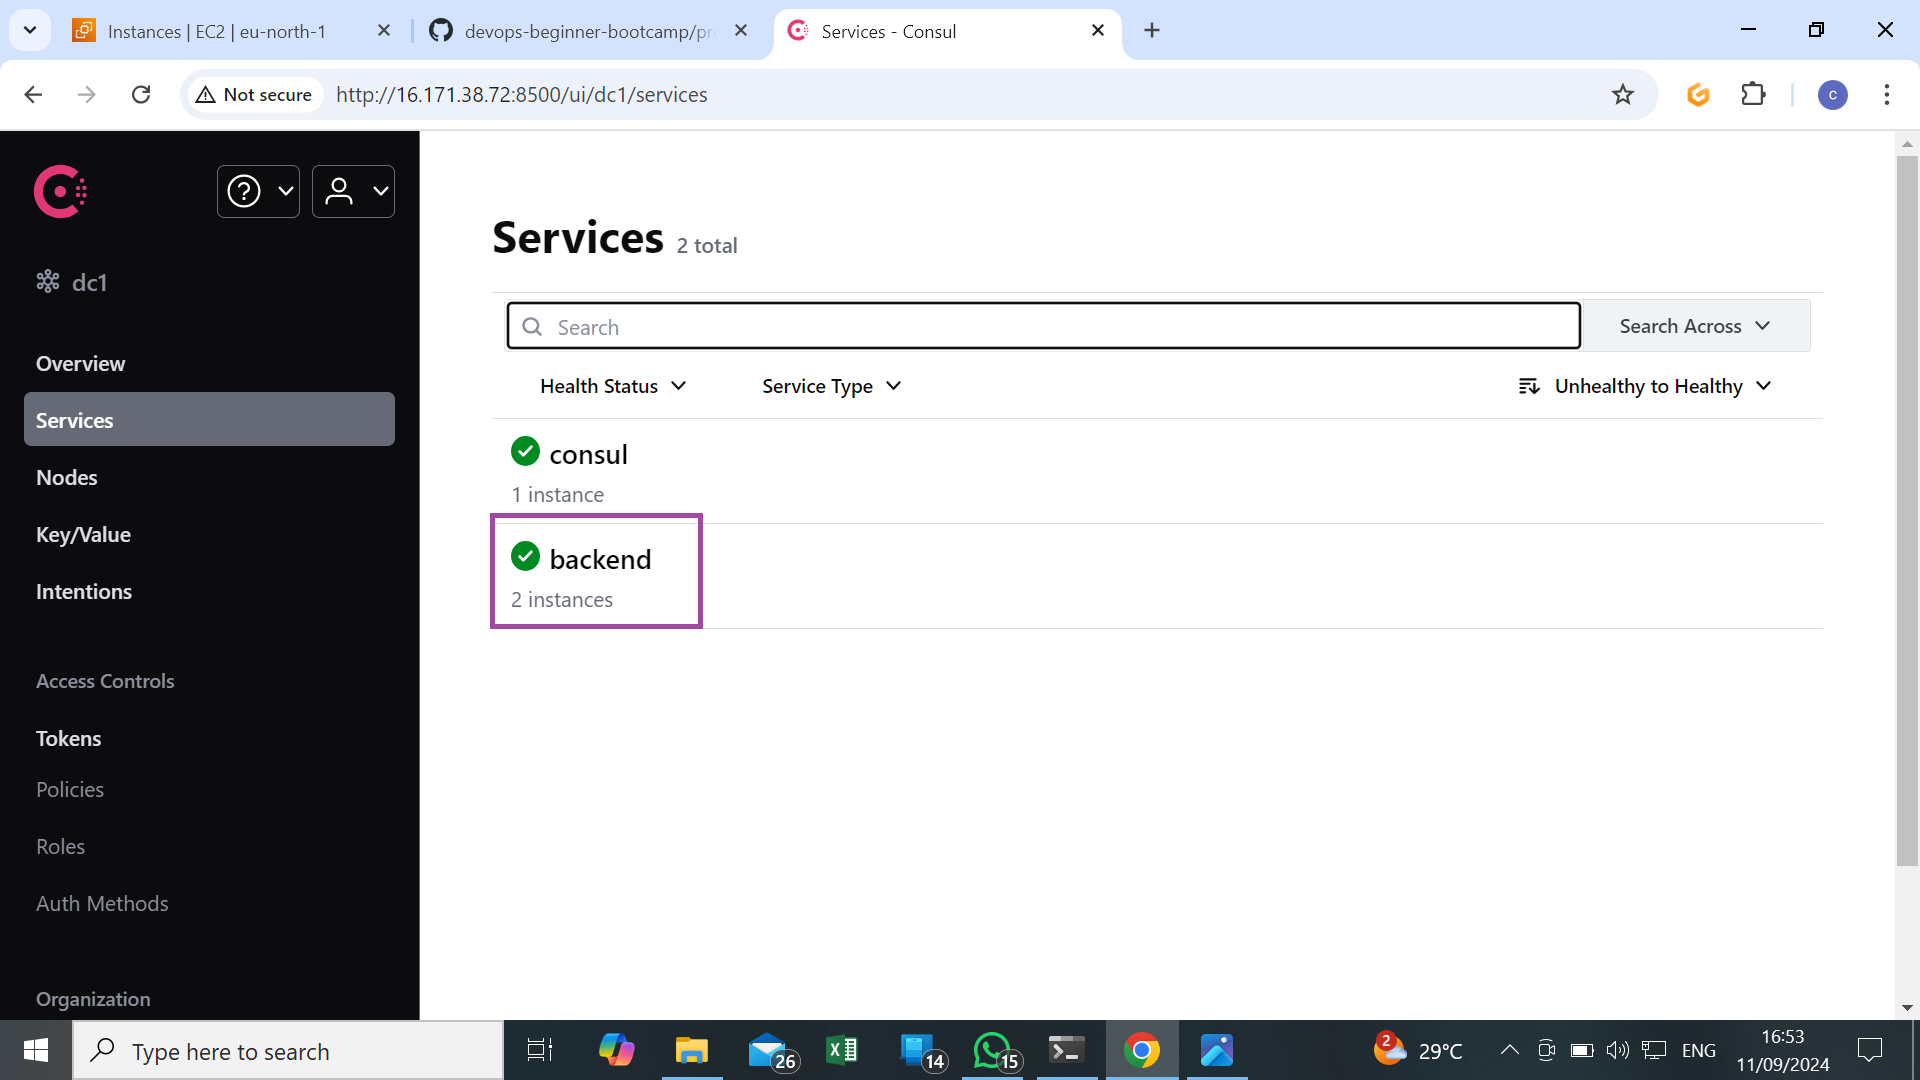 Instances | EC2 | eu-north-1
devops-beginner-bootcamp/pr
Services - Consul
Not secure
http://16.171.38.72:8500/ui/dc1/services
c
dc1
Overview
Services
Nodes
Key/Value
Intentions
Access Controls
Tokens
Policies
Roles
Auth Methods
Organization
Services 2 total
Search
Search Across
Health Status
Service Type
Unhealthy to Healthy
consul
1 instance
backend
2 instances
Type here to search
26
14
15
2
29°C
ENG
16:53
11/09/2024